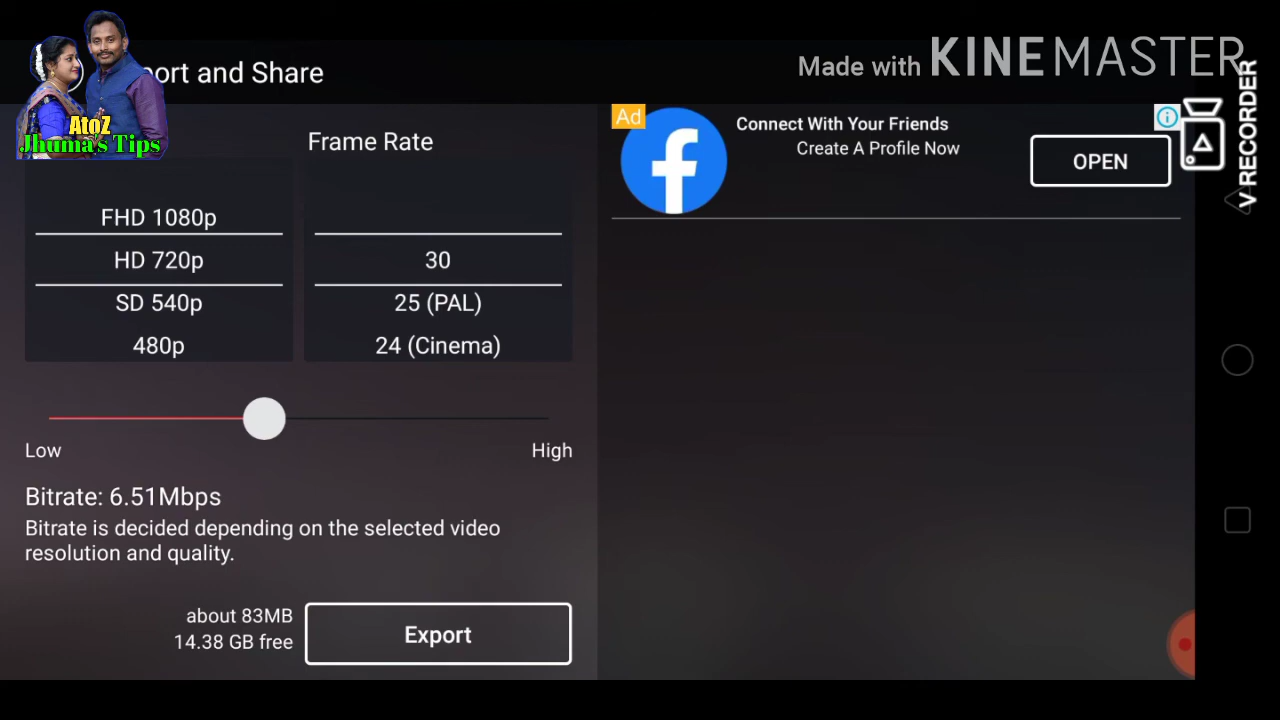 port and Share
Made with KINEMASTER
AtoZ
Jhuma's Tips
V RECORDER
Frame Rate
FHD 1080p
HD 720p
SD 540p
480p
30
25 (PAL)
24 (Cinema)
Low
High
Bitrate: 6.51Mbps
Bitrate is decided depending on the selected video
resolution and quality.
about 83MB
14.38 GB free
Export
Ad
Connect With Your Friends
Create A Profile Now
OPEN